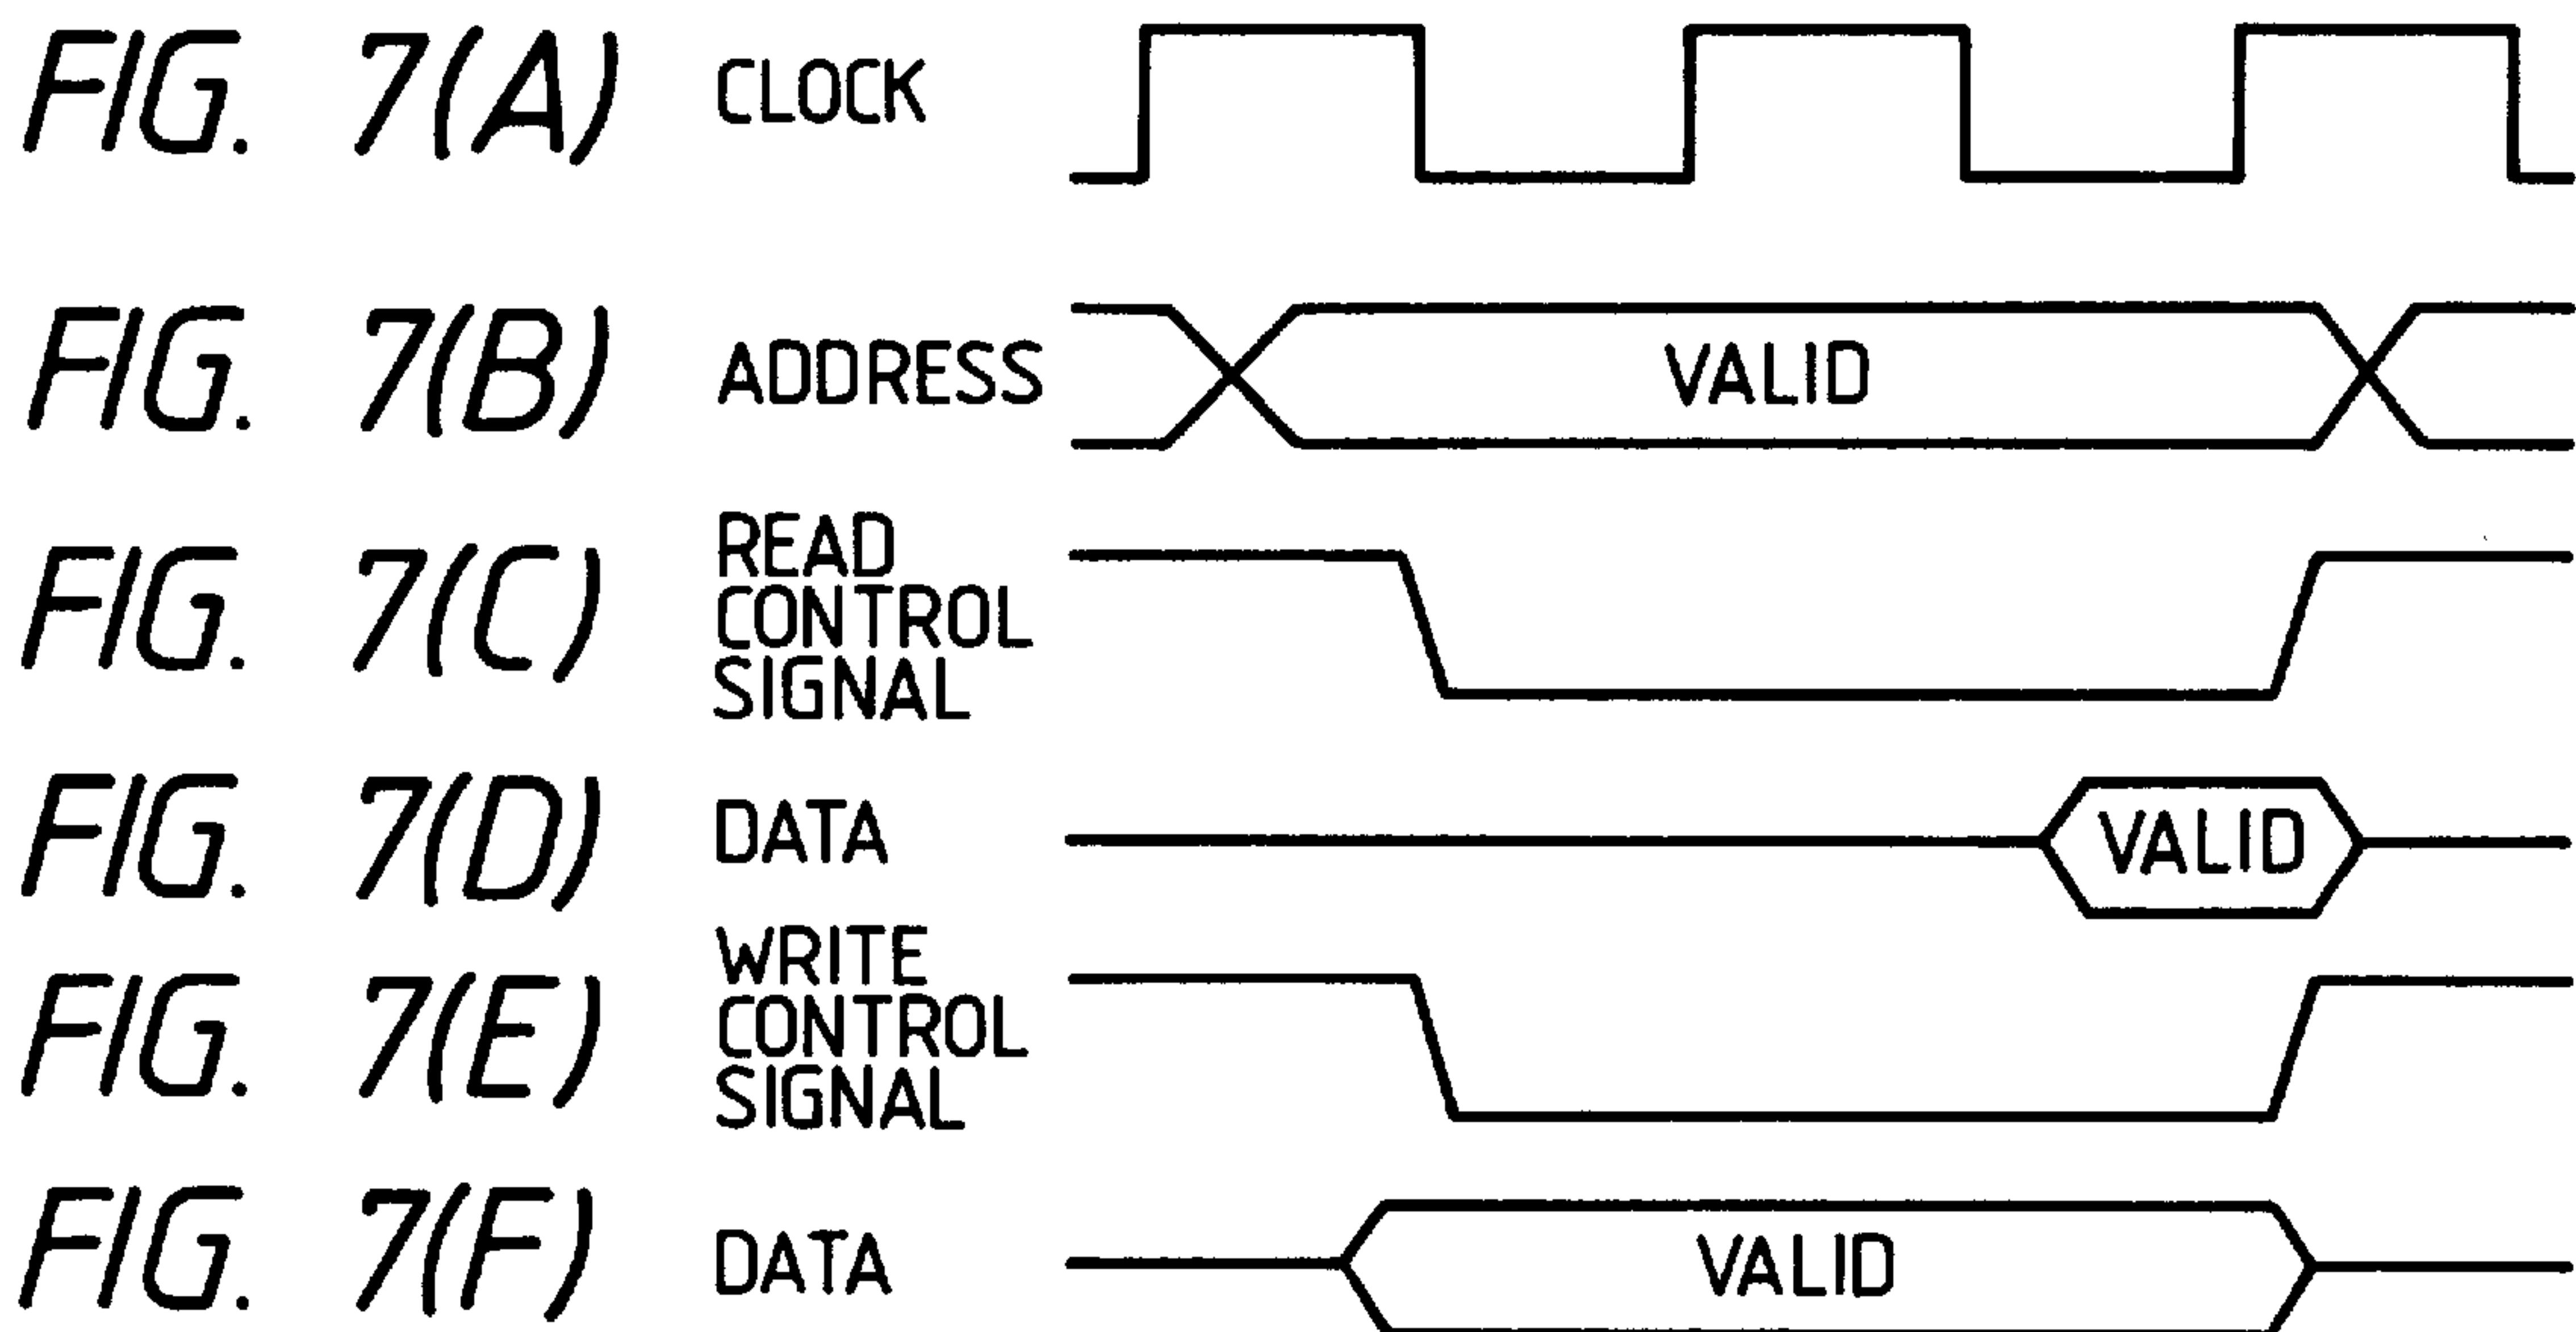 FIG. 7(A) CLOCK
FIG. 7(B) ADDRESS VALID
FIG. 7(C) READ
CONTROL
SIGNAL
FIG. 7(D) DATA VALID
FIG. 7(E) WRITE
CONTROL
SIGNAL
FIG. 7(F) DATA VALID